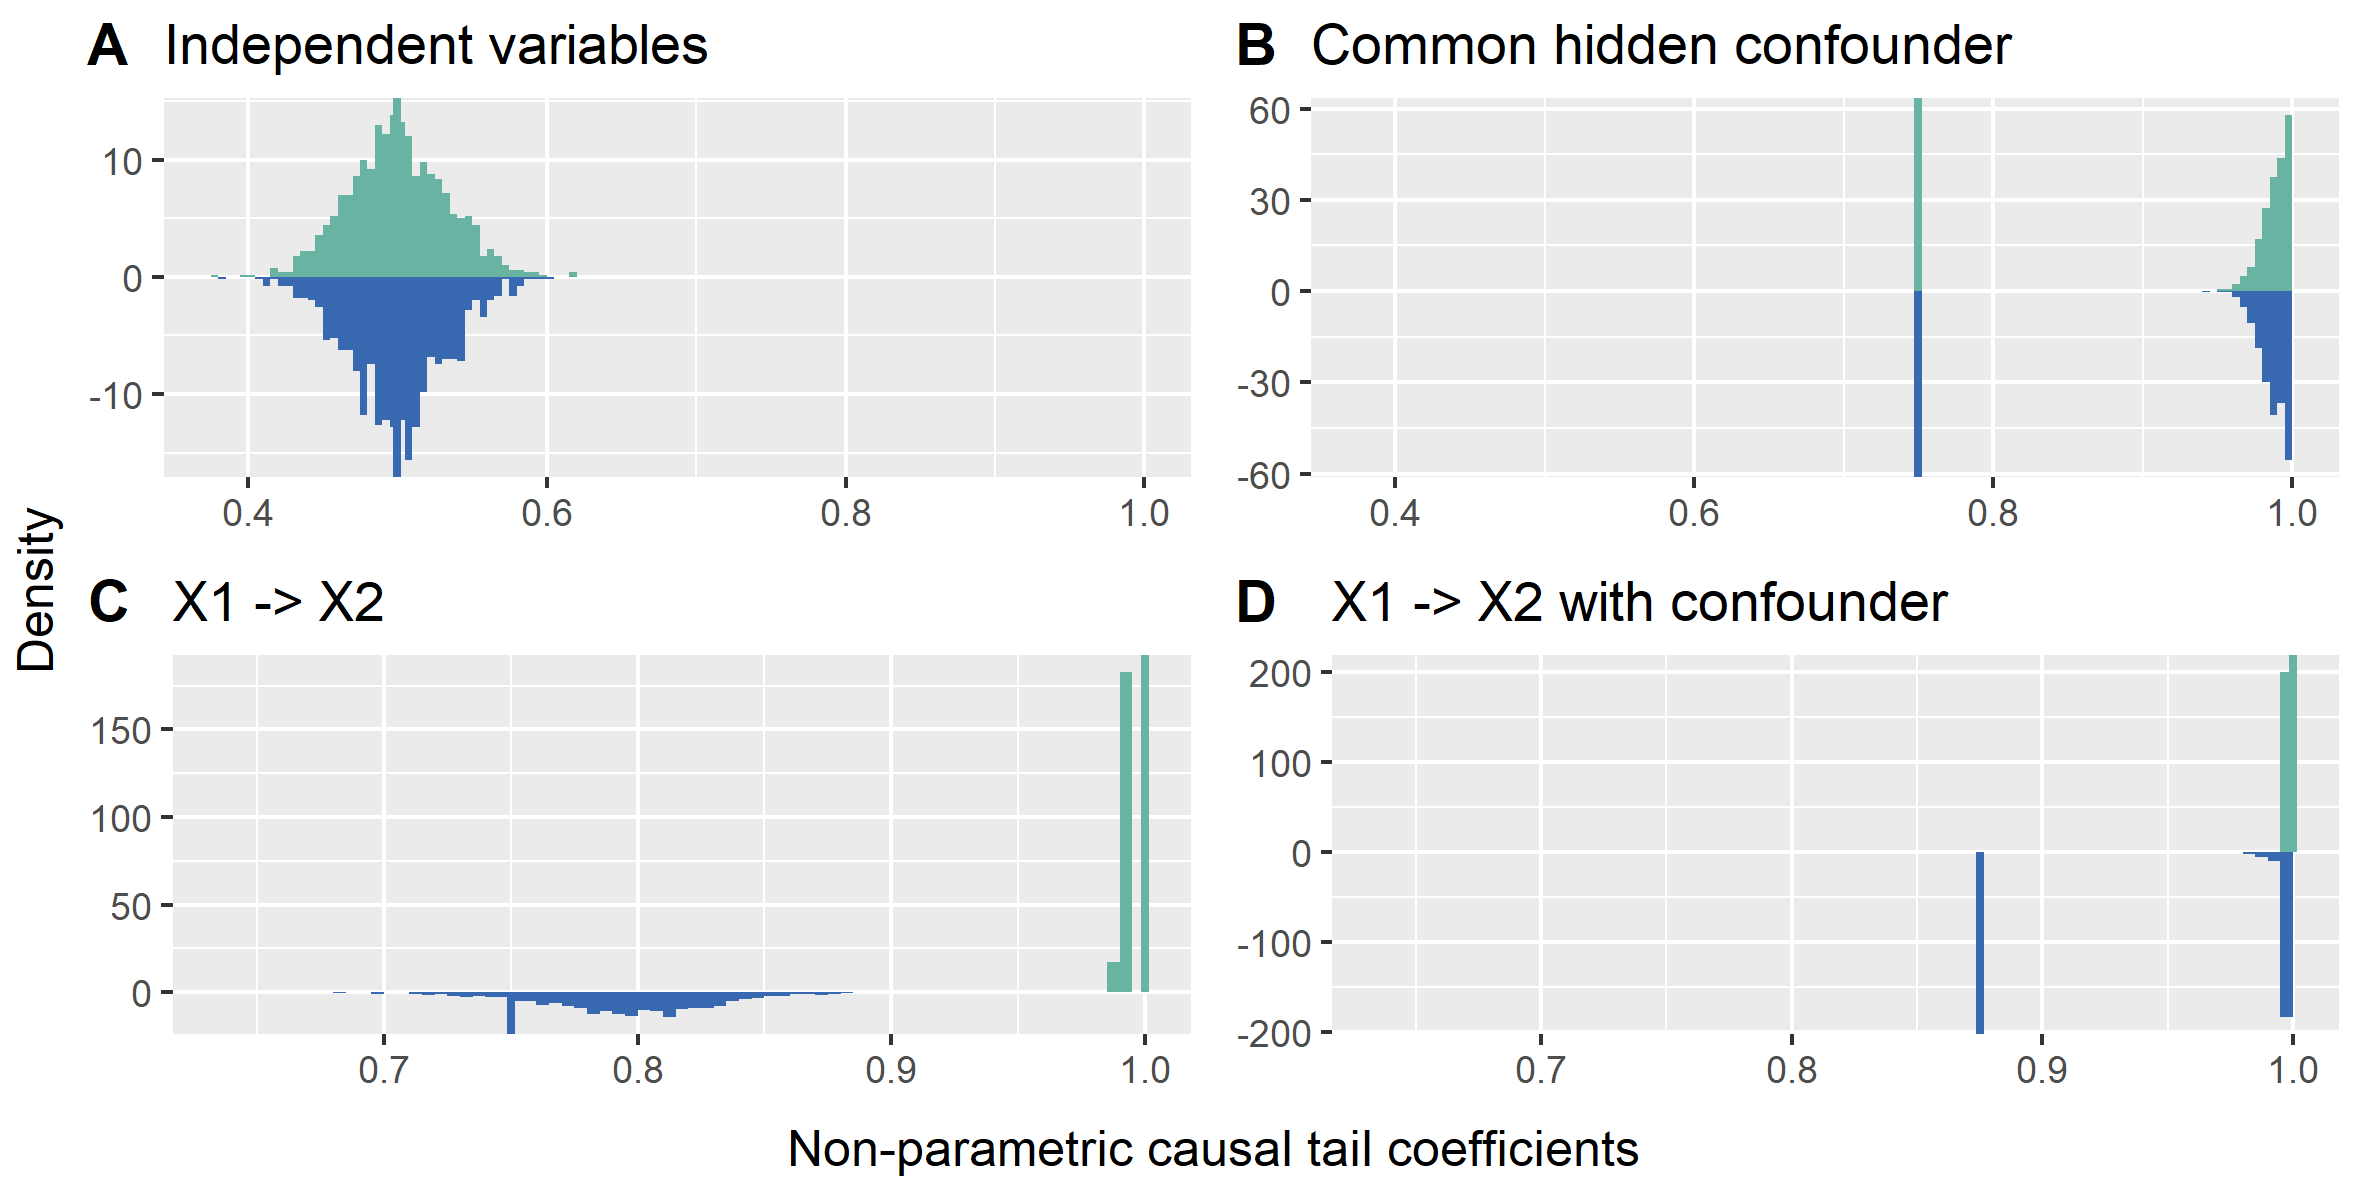 A Independent variables
10
0
-10
0.4 0.6 0.8 1.0
B Common hidden confounder
60
30
0
-30
-60
0.4 0.6 0.8 1.0
Density
C X1 -> X2
150
100
50
0
0.7 0.8 0.9 1.0
D X1 -> X2 with confounder
200
100
0
-100
-200
0.7 0.8 0.9 1.0
Non-parametric causal tail coefficients